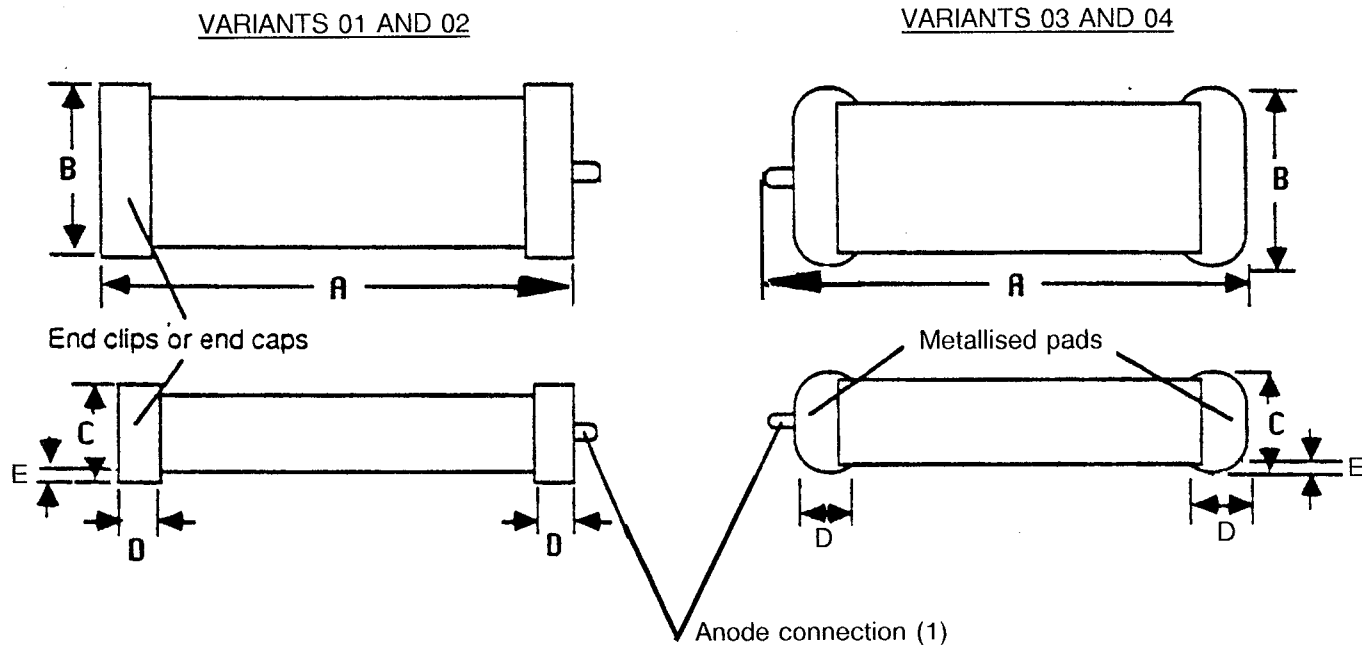 VARIANTS 01 AND 02
VARIANTS 03 AND 04
B
A
B
A
End clips or end caps
Metallised pads
C
E
D
D
C
E
D
D
Anode connection (1)